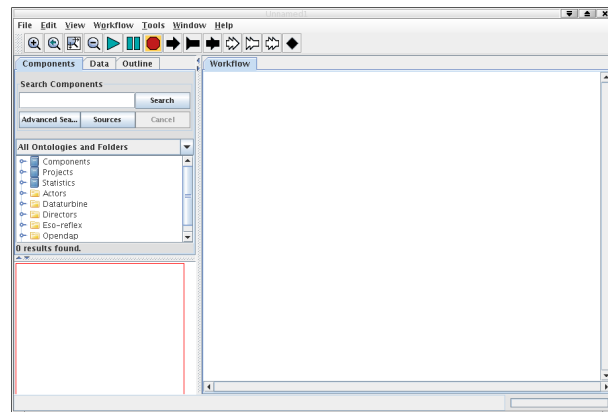 Unnamed1
File Edit View Workflow Tools Window Help
Components Data Outline
Workflow
Search Components
Search
Advanced Sea... Sources Cancel
All Ontologies and Folders
Components
Projects
Statistics
Actors
Dataturbine
Directors
Eso-reflex
Opendap
0 results found.